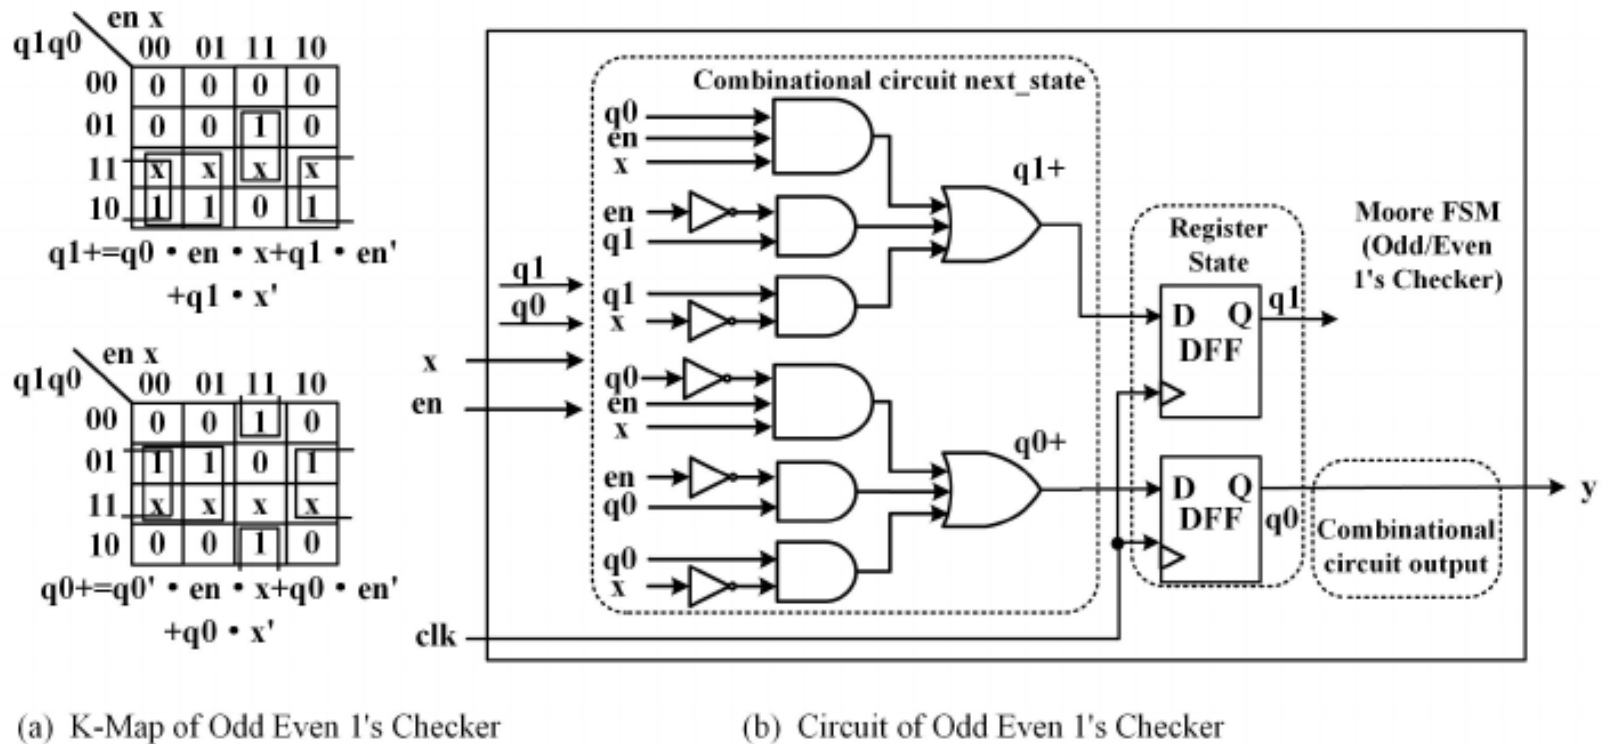 en x
q1q0
00 01 11 10
00 0 0 0 0
01 0 0 1 0
11 x x x x
10 1 1 0 1
q1+=q0 • en • x+q1 • en'
+q1 • x'
en x
q1q0
00 01 11 10
00 0 0 1 0
01 1 1 0 1
11 x x x x
10 0 0 1 0
q0+=q0' • en • x+q0 • en'
+q0 • x'
(a) K-Map of Odd Even 1's Checker
q1
q0
x
en
clk
Combinational circuit next_state
q0
en
x
en
q1
q1
x
q0
en
x
en
q0
q0
x
q1+
q0+
Register
State
D Q
DFF
q1
D Q
DFF
q0
Moore FSM
(Odd/Even
1's Checker)
y
Combinational
circuit output
(b) Circuit of Odd Even 1's Checker